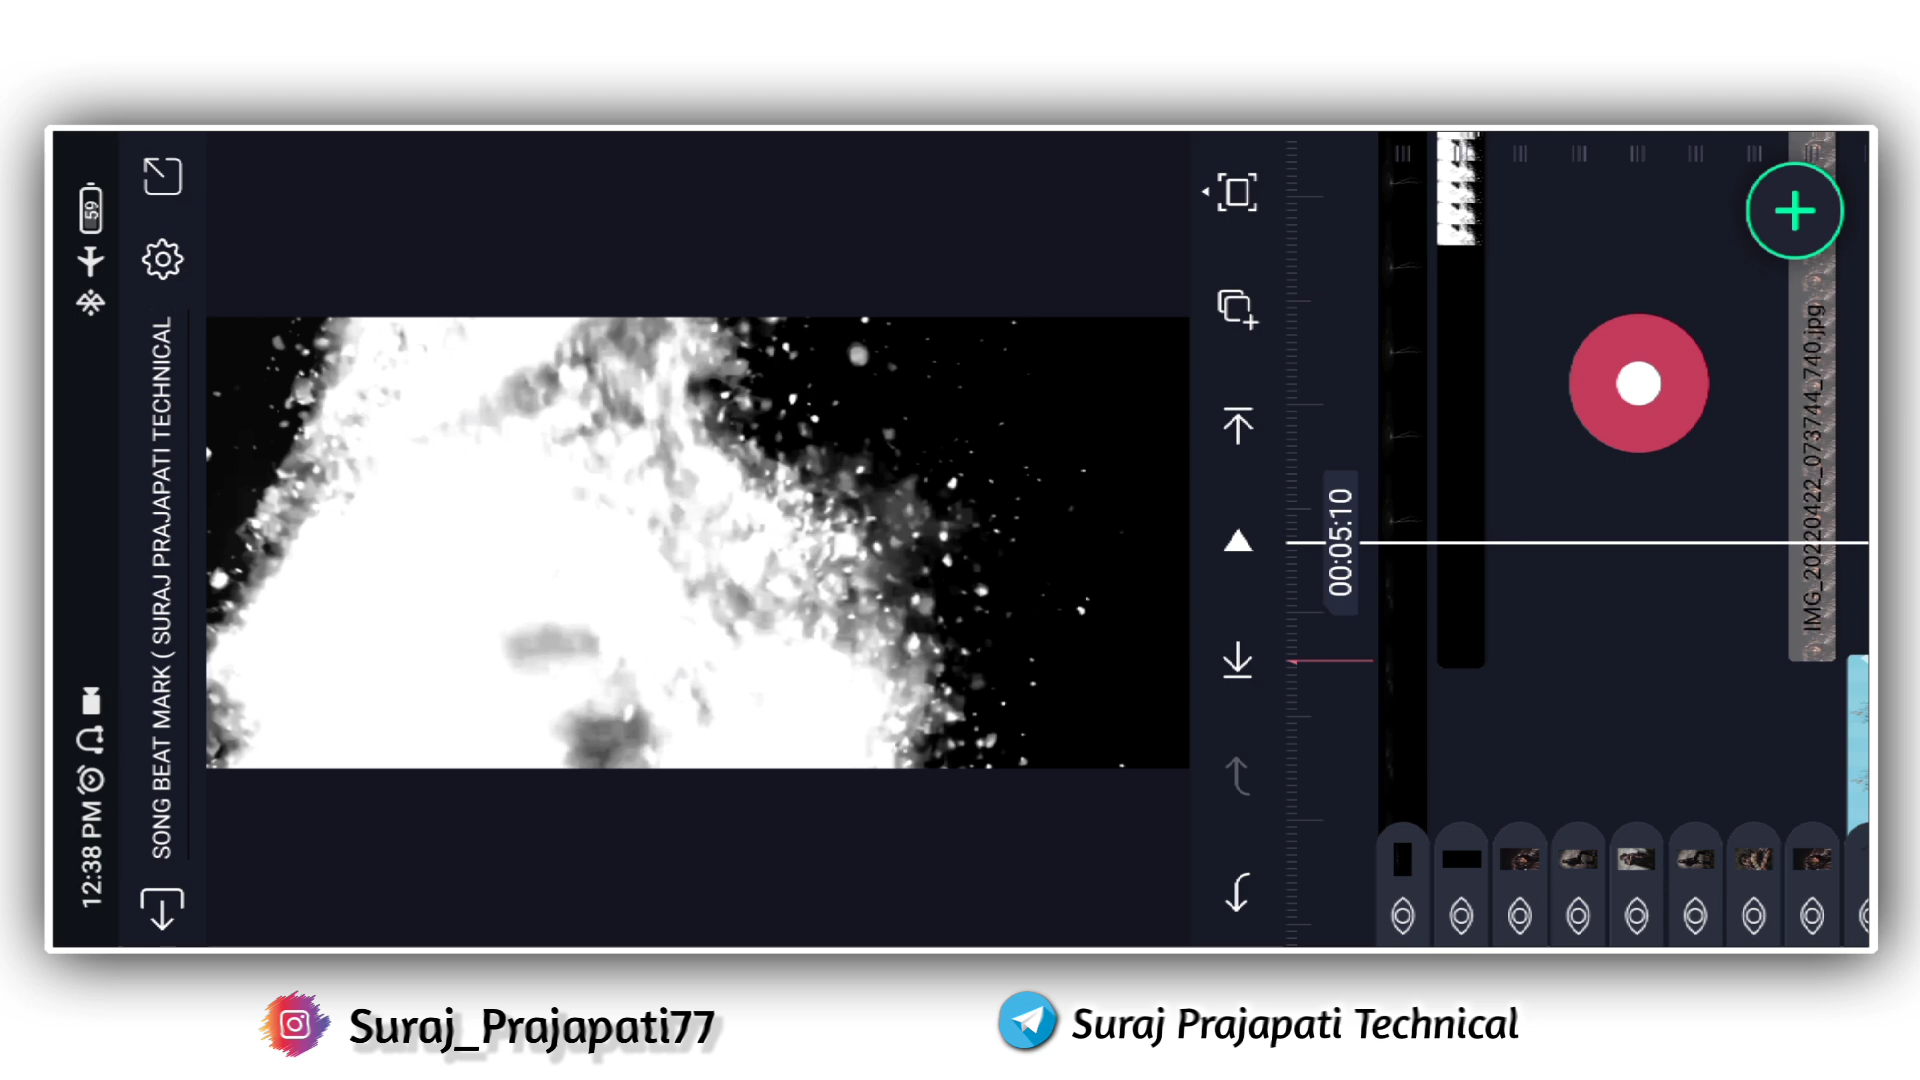 12:38 PM
59
SONG BEAT MARK ( SURAJ PRAJAPATI TECHNICAL
00:05:10
IMG_20220422_073744_740.jpg
Suraj_Prajapati77
Suraj Prajapati Technical